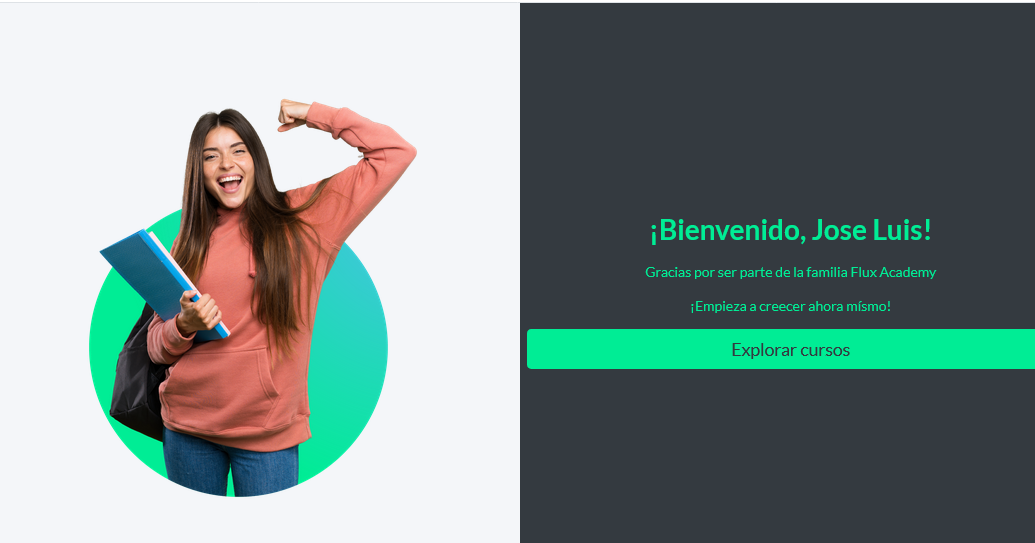 ¡Bienvenido, Jose Luis!
Gracias por ser parte de la familia Flux Academy
¡Empieza a creecer ahora mísmo!
Explorar cursos